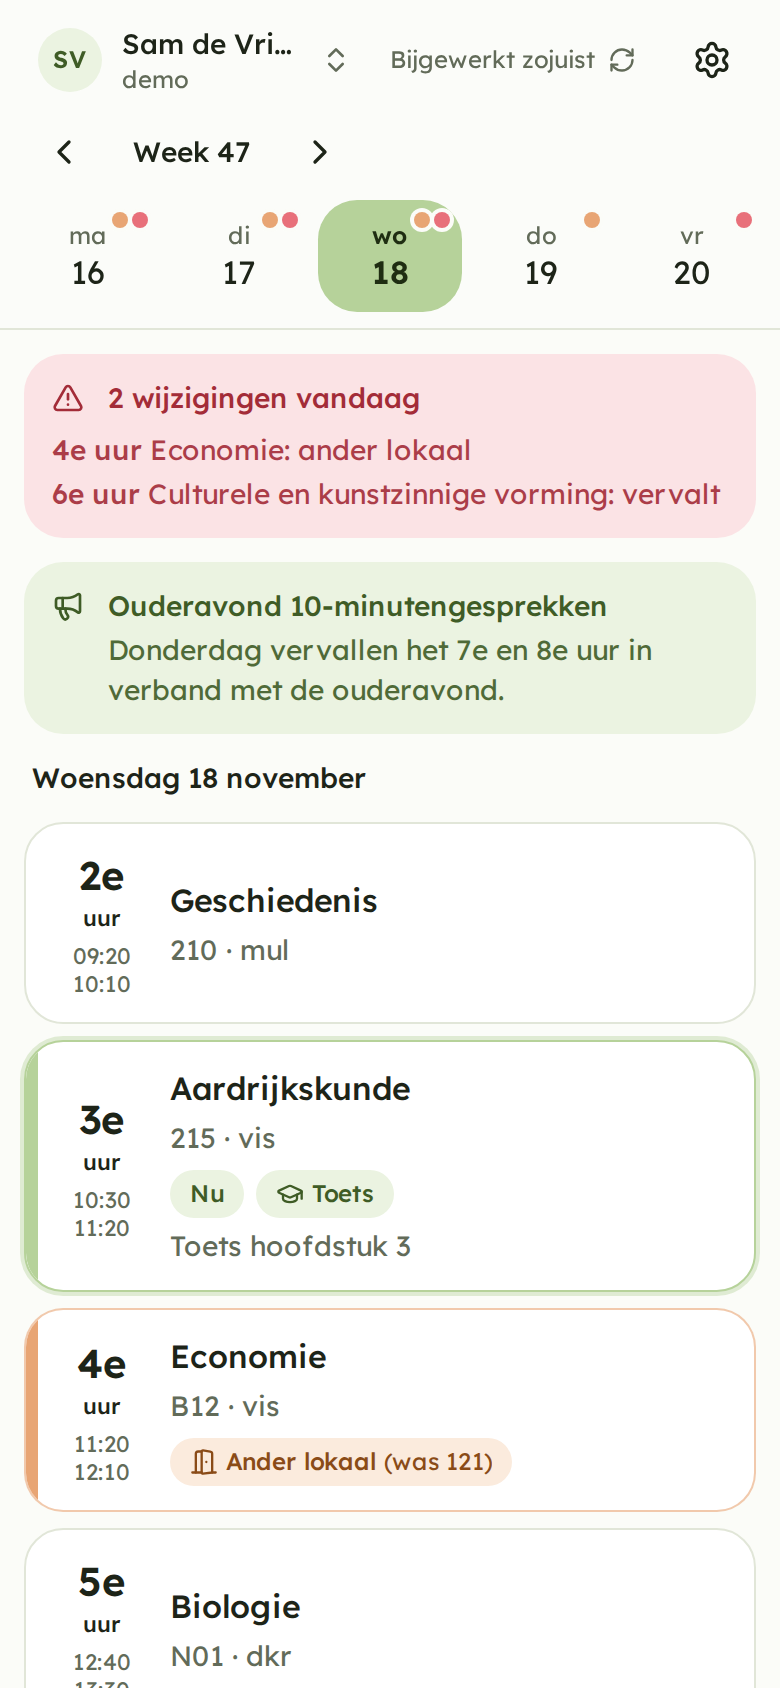 SV
Sam de Vri...
demo
Bijgewerkt zojuist
Week 47
ma
16
di
17
wo
18
do
19
vr
20
2 wijzigingen vandaag
4e uur Economie: ander lokaal
6e uur Culturele en kunstzinnige vorming: vervalt
Ouderavond 10-minutengesprekken
Donderdag vervallen het 7e en 8e uur in
verband met de ouderavond.
Woensdag 18 november
2e
uur
09:20
10:10
Geschiedenis
210 · mul
3e
uur
10:30
11:20
Aardrijkskunde
215 · vis
Nu
Toets
Toets hoofdstuk 3
4e
uur
11:20
12:10
Economie
B12 · vis
Ander lokaal (was 121)
5e
uur
12:40
Biologie
N01 · dkr